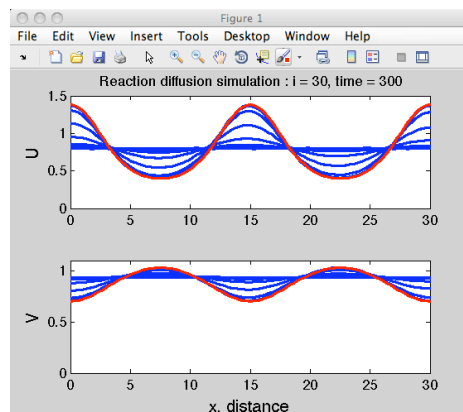 Figure 1
File Edit View Insert Tools Desktop Window Help
Reaction diffusion simulation : i = 30, time = 300
1.5
1
0.5
0
U
0 5 10 15 20 25 30
1
0.5
0
V
0 5 10 15 20 25 30
x, distance